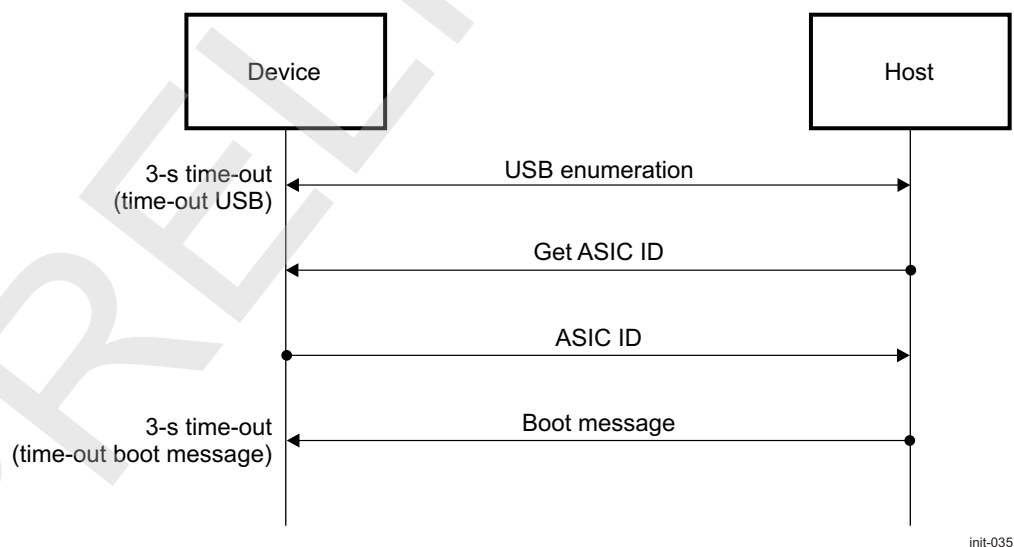 Device
Host
3-s time-out
(time-out USB)
USB enumeration
Get ASIC ID
ASIC ID
3-s time-out
(time-out boot message)
Boot message
init-035